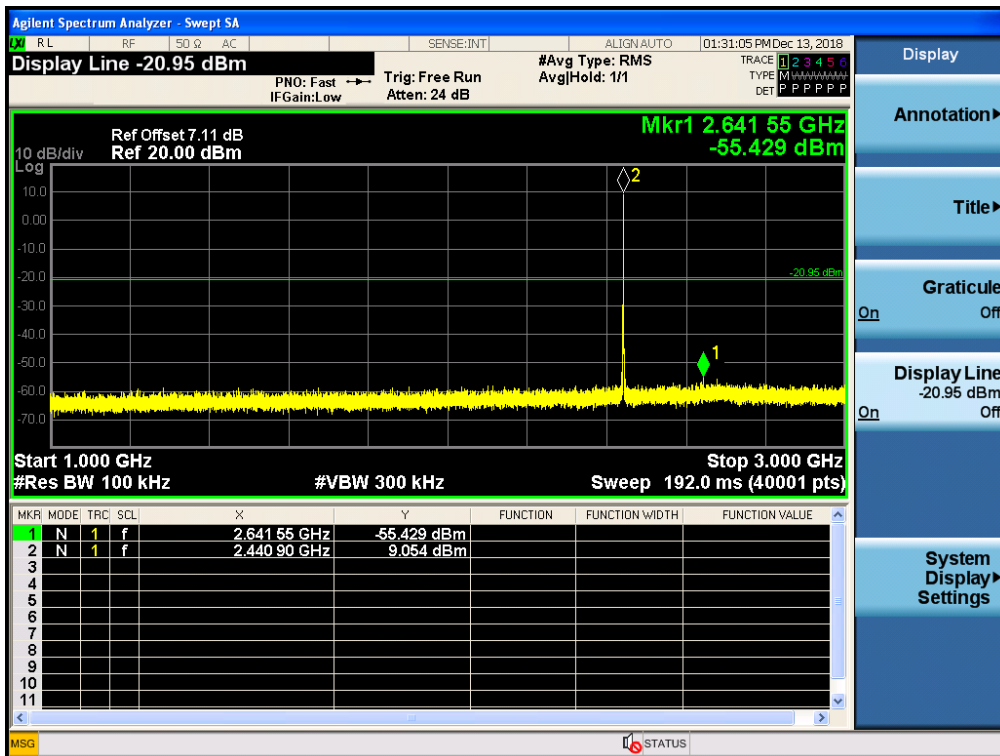 Agilent Spectrum Analyzer - Swept SA
LXI RL RF 50 Ω AC SENSE:INT ALIGNAUTO 01:31:05 PM Dec 13, 2018
Display Line -20.95 dBm
PNO: Fast
IFGain:Low
Trig: Free Run
Atten: 24 dB
#Avg Type: RMS
Avg|Hold: 1/1
TRACE 1 2 3 4 5 6
TYPE M
DET P P P P P P
Mkr1 2.641 55 GHz
-55.429 dBm
Ref Offset 7.11 dB
10 dB/div Ref 20.00 dBm
Log
10.0
0.00
-10.0
-20.0
-30.0
-40.0
-50.0
-60.0
-70.0
2
-20.95 dBm
1
Start 1.000 GHz Stop 3.000 GHz
#Res BW 100 kHz #VBW 300 kHz Sweep 192.0 ms (40001 pts)
MKR MODE TRC SCL X Y FUNCTION FUNCTION WIDTH FUNCTION VALUE
1 N 1 f 2.641 55 GHz -55.429 dBm
2 N 1 f 2.440 90 GHz 9.054 dBm
3
4
5
6
7
8
9
10
11
MSG STATUS
Display
Annotation
Title
Graticule
On Off
Display Line
-20.95 dBm
On Off
System
Display
Settings